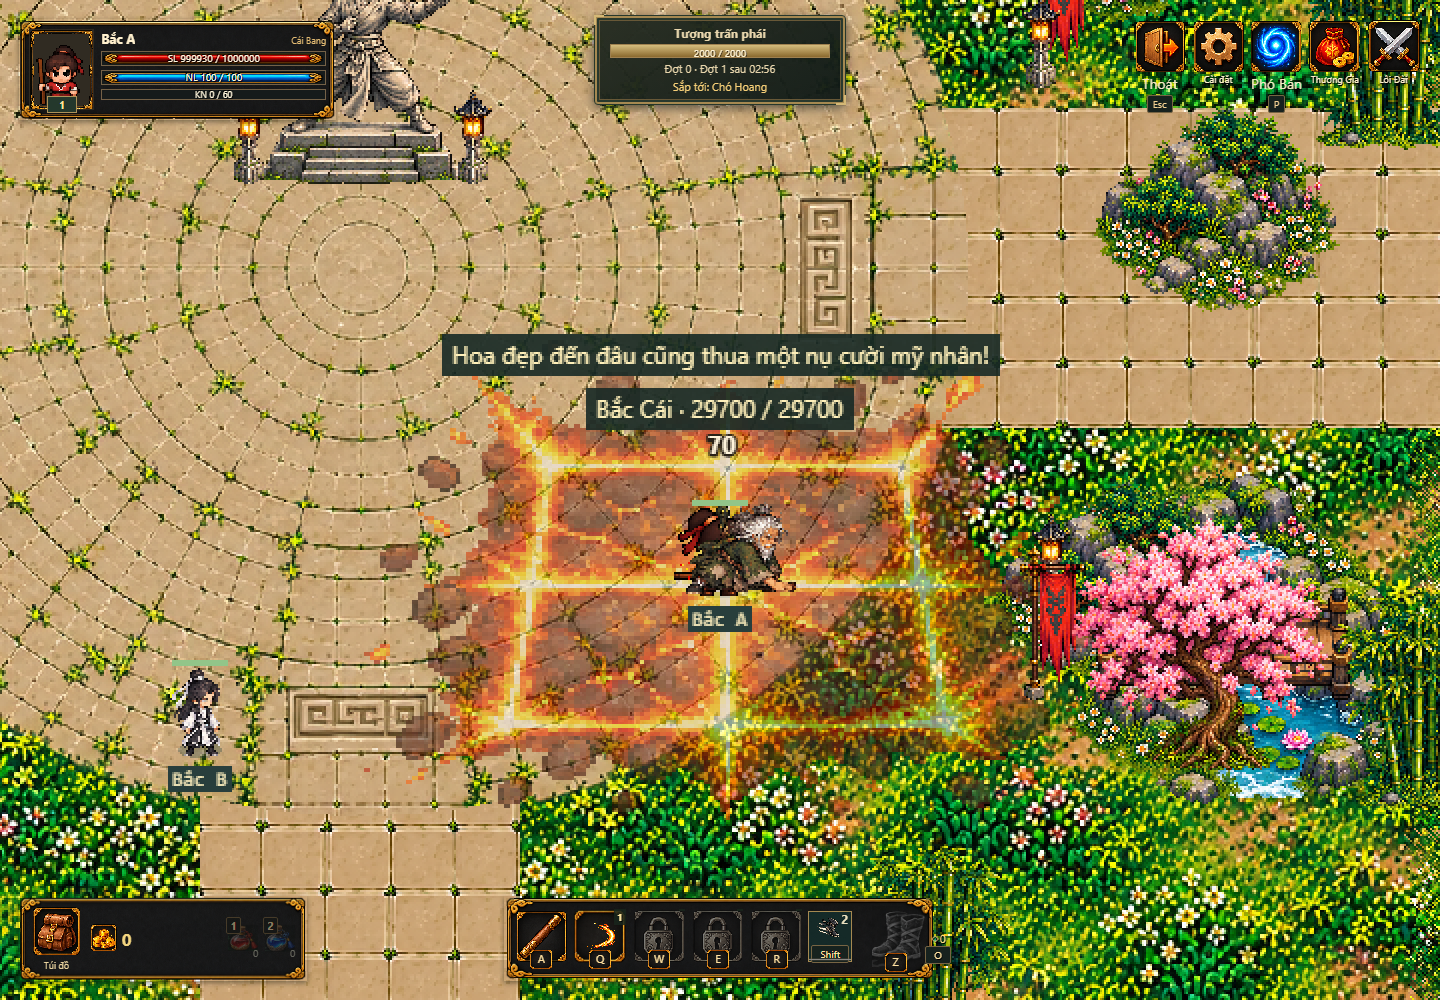 Bắc A
Cái Bang
SL 999930 / 1000000
NL 100 / 100
KN 0 / 60
1
Tượng trấn phái
2000 / 2000
Đợt 0 · Đợt 1 sau 02:56
Sắp tới: Chó Hoang
Thoát
Esc
Cài đặt
Phó Bản
P
Thương Gia
Lôi Đài
Hoa đẹp đến đâu cũng thua một nụ cười mỹ nhân!
Bắc Cái · 29700 / 29700
70
Bắc A
Bắc B
Túi đồ
0
1
0
2
0
A
1
Q
W
E
R
2
Shift
Z
O